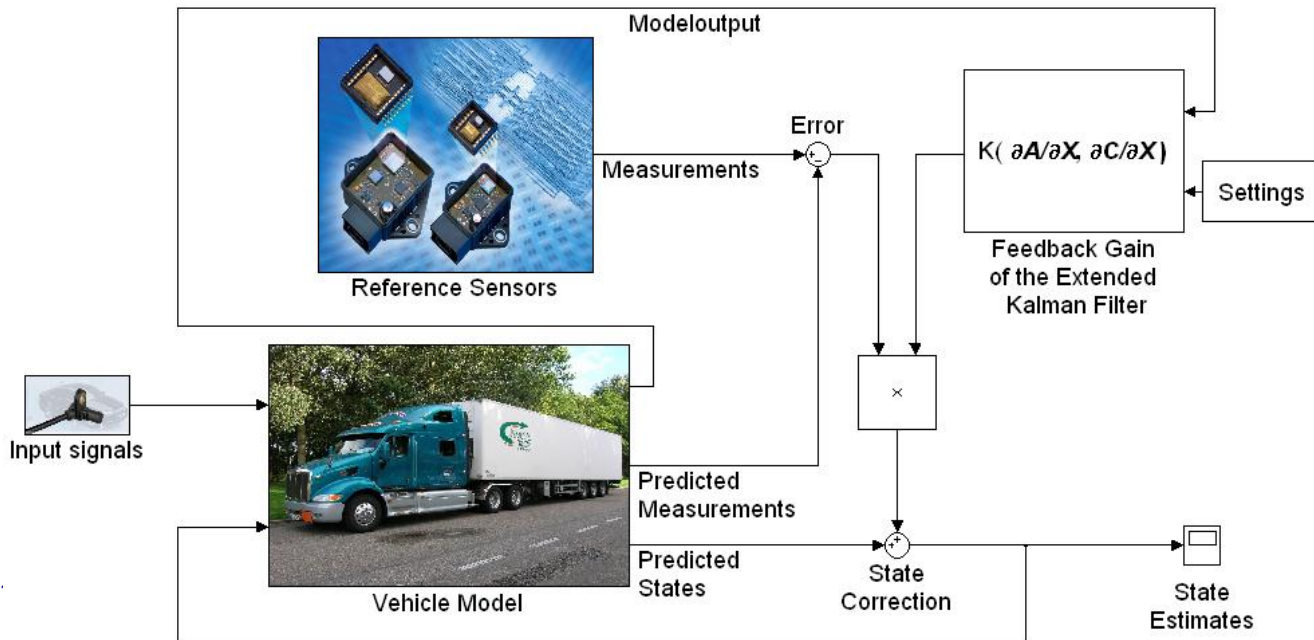 Modeloutput
Error
Measurements
K( ∂A/∂X, ∂C/∂X)
Settings
Reference Sensors
Feedback Gain
of the Extended
Kalman Filter
Input signals
×
Predicted
Measurements
Predicted
States
Vehicle Model
State
Correction
State
Estimates